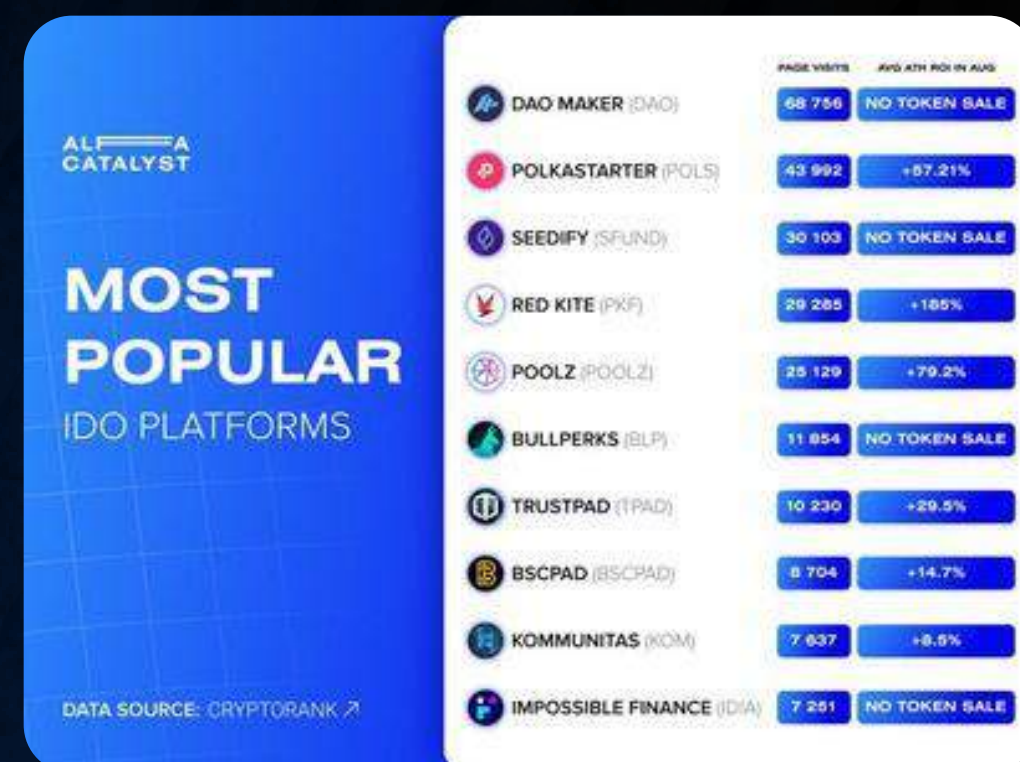 ALFA
CATALYST
MOST
POPULAR
IDO PLATFORMS
DATA SOURCE: CRYPTORANK ↗
PAGE VISITS AVG ATH ROI IN AUG
DAO MAKER (DAO) 68 756 NO TOKEN SALE
POLKASTARTER (POLS) 43 992 +57.21%
SEEDIFY (SFUND) 30 103 NO TOKEN SALE
RED KITE (PKF) 29 285 +185%
POOLZ (POOLZ) 25 129 +79.2%
BULLPERKS (BLP) 11 854 NO TOKEN SALE
TRUSTPAD (TPAD) 10 230 +29.5%
BSCPAD (BSCPAD) 8 704 +14.7%
KOMMUNITAS (KOM) 7 637 +8.5%
IMPOSSIBLE FINANCE (IDIA) 7 251 NO TOKEN SALE